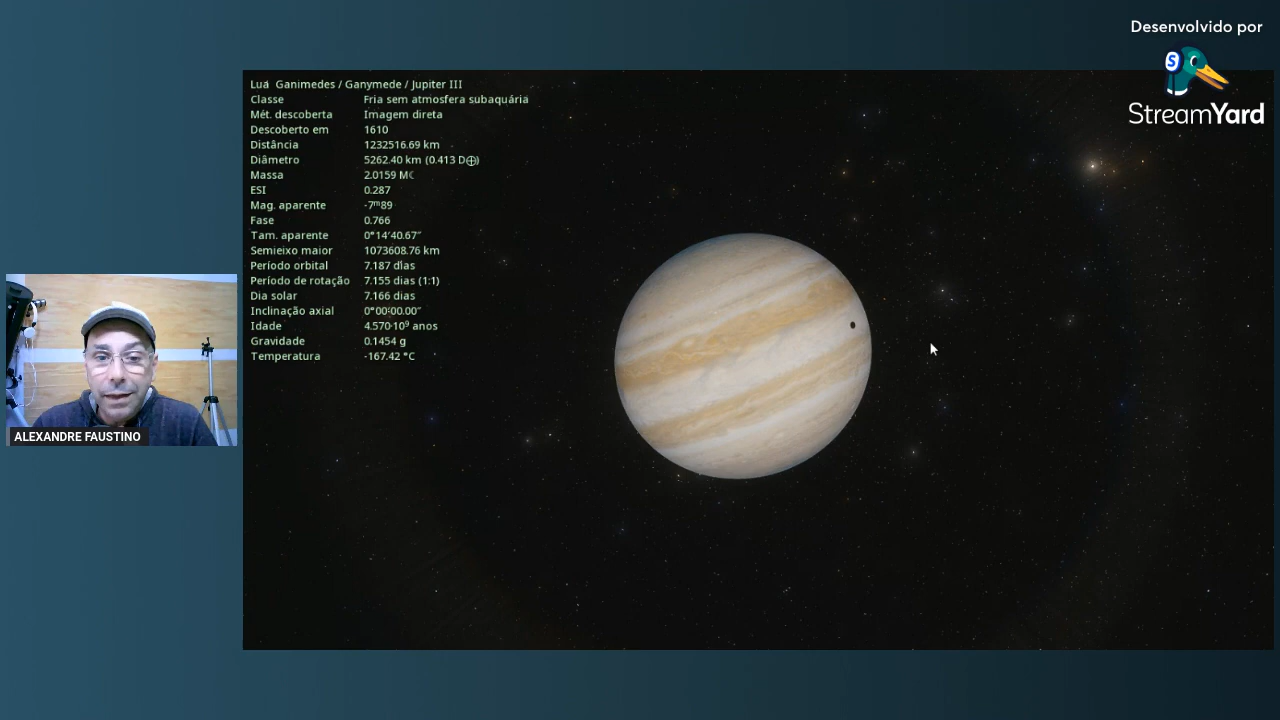 Desenvolvido por
StreamYard
Lua Ganimedes / Ganymede / Jupiter III
Classe Fria sem atmosfera subaquária
Mét. descoberta Imagem direta
Descoberto em 1610
Distância 1232516.69 km
Diâmetro 5262.40 km (0.413 D⊕)
Massa 2.0159 M☾
ESI 0.287
Mag. aparente -7ᵐ89
Fase 0.766
Tam. aparente 0°14′40.67″
Semieixo maior 1073608.76 km
Período orbital 7.187 dias
Período de rotação 7.155 dias (1:1)
Dia solar 7.166 dias
Inclinação axial 0°00′00.00″
Idade 4.570·10⁹ anos
Gravidade 0.1454 g
Temperatura -167.42 °C
ALEXANDRE FAUSTINO